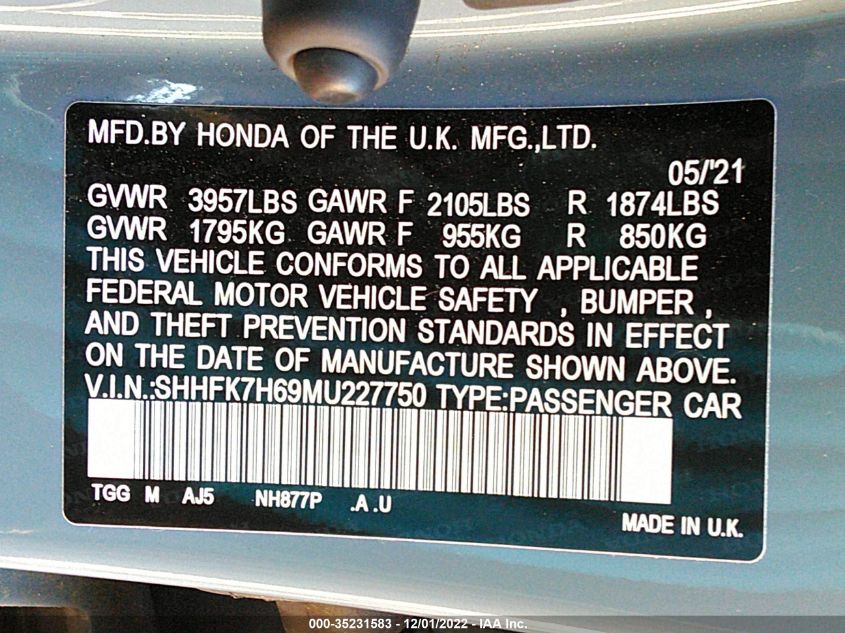 MFD.BY HONDA OF THE U.K. MFG.,LTD.
05/'21
GVWR 3957LBS GAWR F 2105LBS R 1874LBS
GVWR 1795KG GAWR F 955KG R 850KG
THIS VEHICLE CONFORMS TO ALL APPLICABLE
FEDERAL MOTOR VEHICLE SAFETY , BUMPER ,
AND THEFT PREVENTION STANDARDS IN EFFECT
ON THE DATE OF MANUFACTURE SHOWN ABOVE.
V.I.N.:SHHFK7H69MU227750 TYPE:PASSENGER CAR
TGG M AJ5 NH877P .A .U
MADE IN U.K.
000-35231583 - 12/01/2022 - IAA Inc.